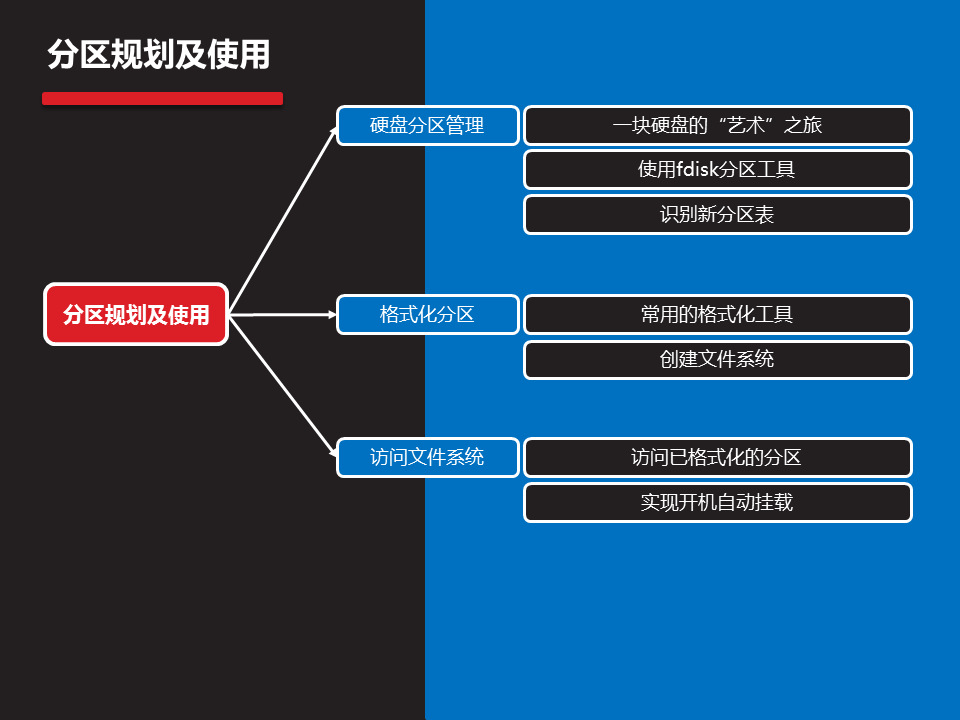 分区规划及使用
硬盘分区管理
一块硬盘的“艺术”之旅
使用fdisk分区工具
识别新分区表
分区规划及使用
格式化分区
常用的格式化工具
创建文件系统
访问文件系统
访问已格式化的分区
实现开机自动挂载